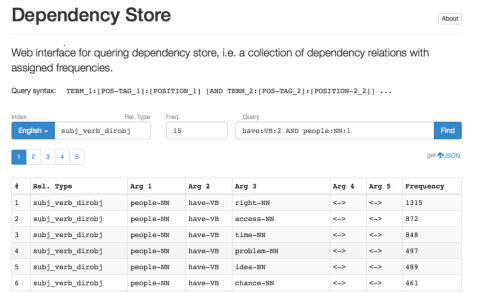 Dependency Store
About
Web interface for quering dependency store, i.e. a collection of dependency relations with
assigned frequencies.
Query syntax: TERM_1:[POS-TAG_1]:[POSITION_1] [AND TERM_2:[POS-TAG_2]:[POSITION-2_2]] ...
Index Rel. Type Freq. Query
English subj_verb_dirobj 15 have:VB:2 AND people:NN:1 Find
1 2 3 4 5 get JSON
# Rel. Type Arg 1 Arg 2 Arg 3 Arg 4 Arg 5 Frequency
1 subj_verb_dirobj people-NN have-VB right-NN <-> <-> 1315
2 subj_verb_dirobj people-NN have-VB access-NN <-> <-> 872
3 subj_verb_dirobj people-NN have-VB time-NN <-> <-> 848
4 subj_verb_dirobj people-NN have-VB problem-NN <-> <-> 497
5 subj_verb_dirobj people-NN have-VB idea-NN <-> <-> 489
6 subj_verb_dirobj people-NN have-VB chance-NN <-> <-> 461